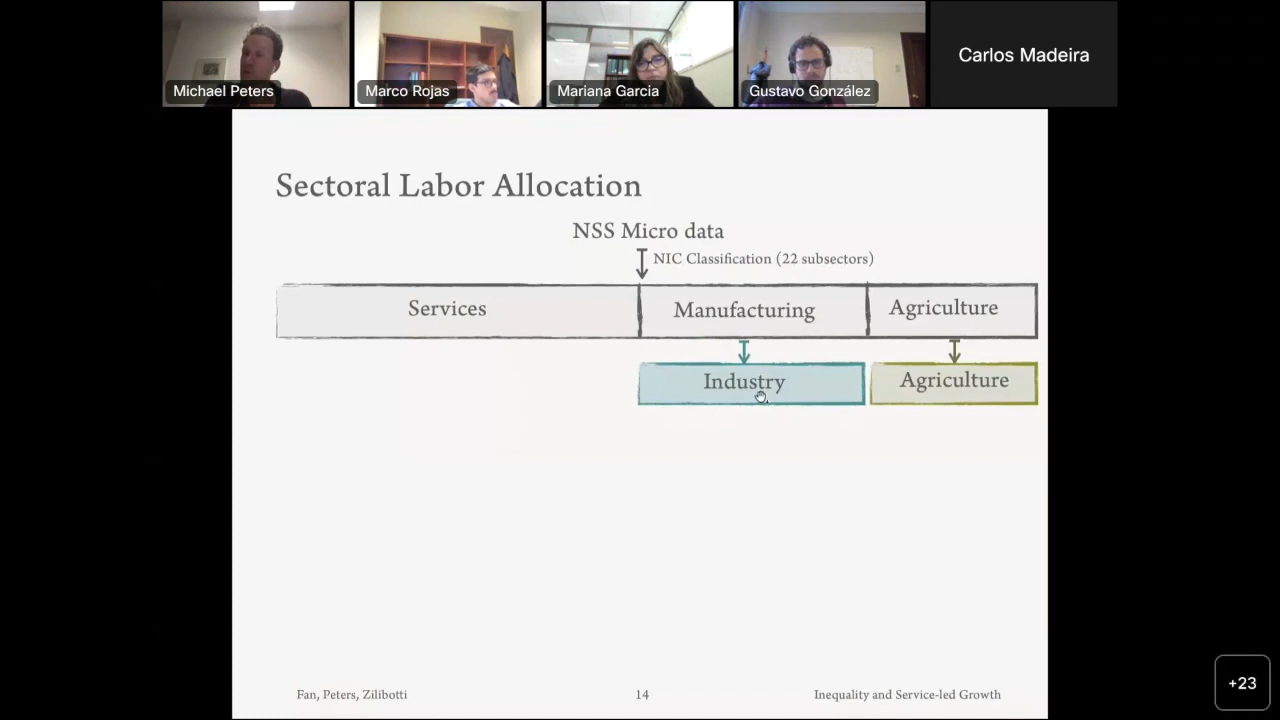 Michael Peters
Marco Rojas
Mariana Garcia
Gustavo González
Carlos Madeira
Sectoral Labor Allocation
NSS Micro data
NIC Classification (22 subsectors)
Services
Manufacturing
Agriculture
Industry
Agriculture
Fan, Peters, Zilibotti
14
Inequality and Service-led Growth
+23